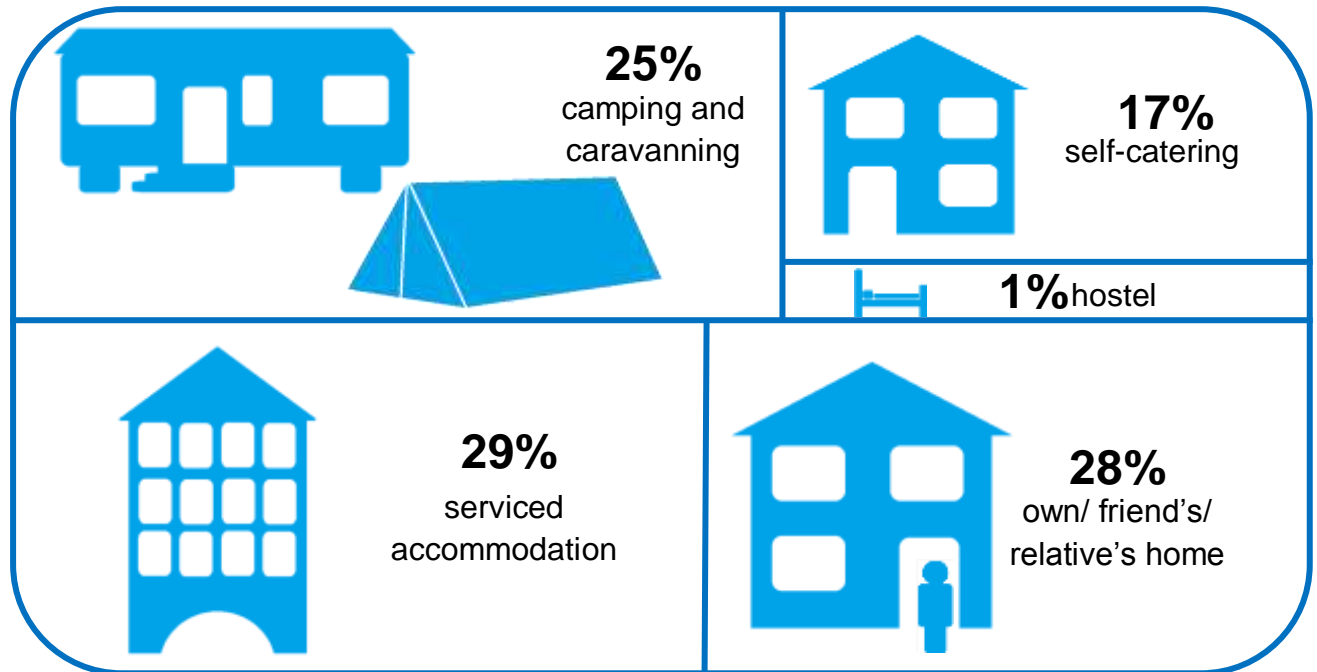 25%
camping and
caravanning
17%
self-catering
1% hostel
29%
serviced
accommodation
28%
own/ friend's/
relative's home